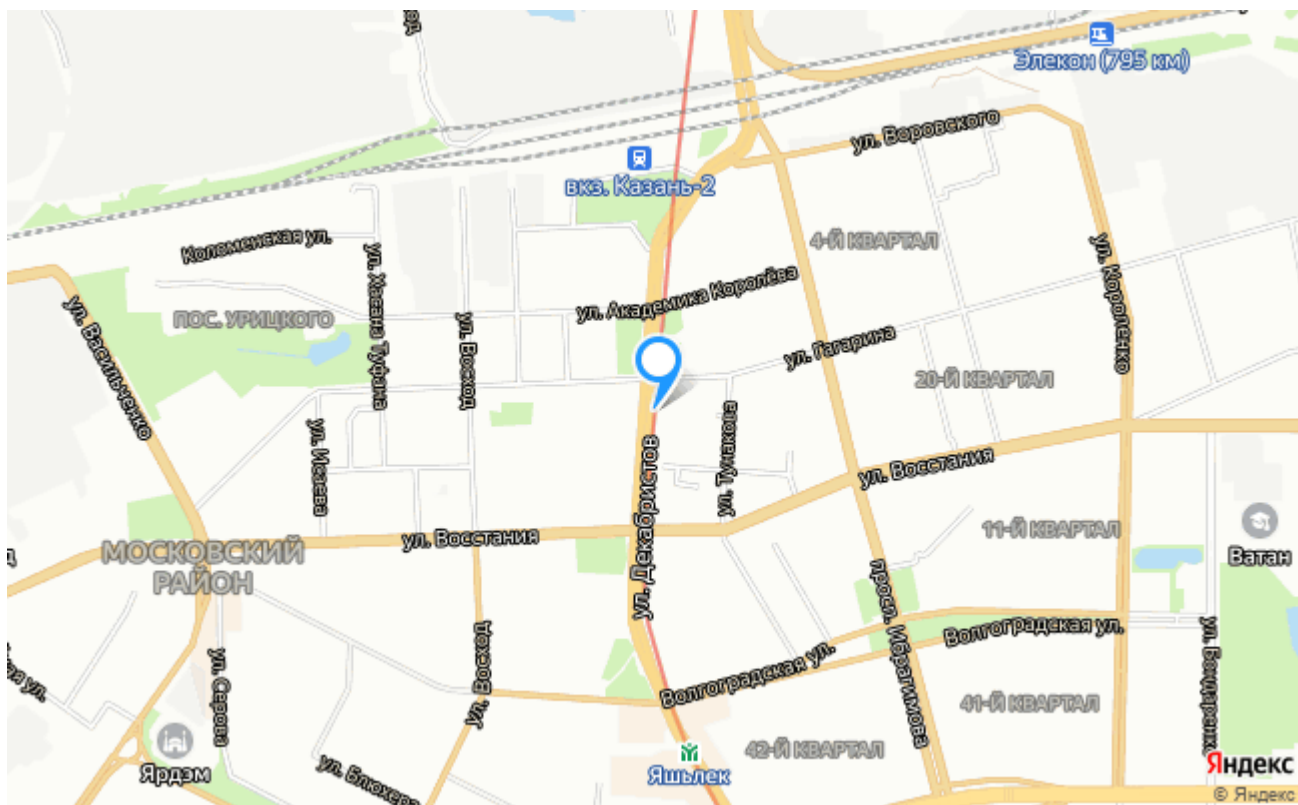 Элекон (795 км)
ул. Воровского
вкз. Казань-2
Коломенская ул.
4-Й КВАРТАЛ
ул. Короленко
ул. Хасана Туфана
ул. Академика Королёва
ул. Васильченко
ПОС. УРИЦКОГО
ул. Восход
ул. Гагарина
20-Й КВАРТАЛ
ул. Исаева
ул. Тунакова
ул. Декабристов
ул. Восстания
ул. Восстания
11-Й КВАРТАЛ
МОСКОВСКИЙ
РАЙОН
Ватан
просп. Ибрагимова
Волгоградская ул.
Волгоградская ул.
ул. Бондаренко
ул. Серова
ул. Восход
41-Й КВАРТАЛ
42-Й КВАРТАЛ
Ярдэм
ул. Блюхера
Яшьлек
Яндекс
© Яндекс